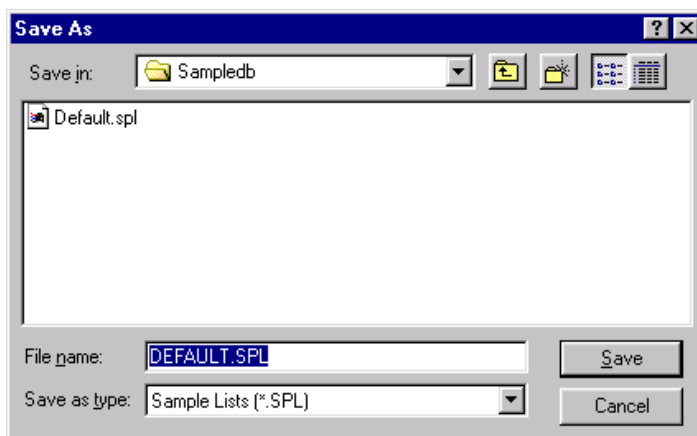 Save As
Save in: Sampledb
Default.spl
File name: DEFAULT.SPL Save
Save as type: Sample Lists (*.SPL) Cancel